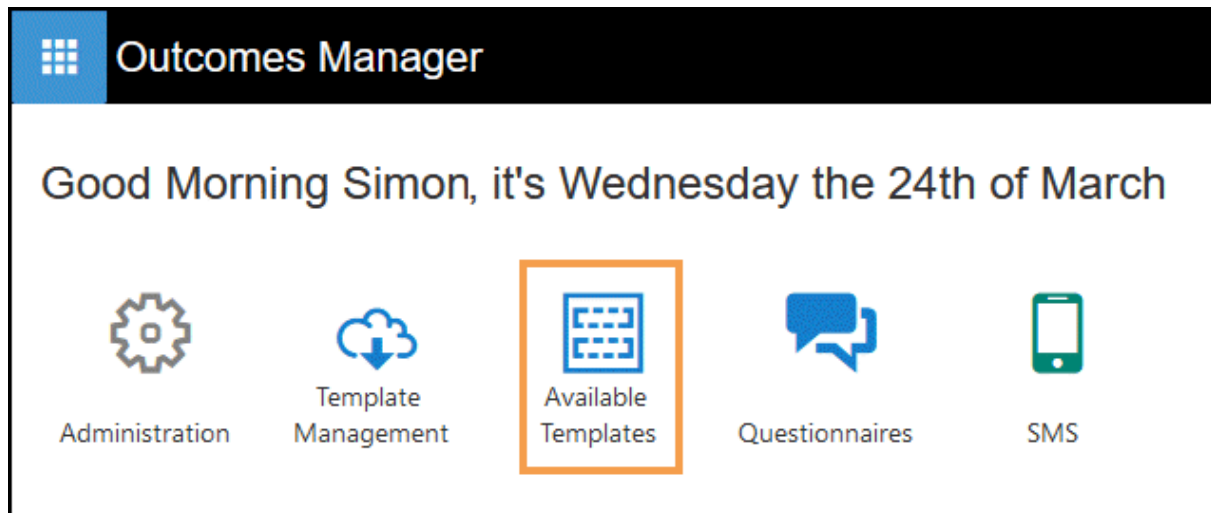 Outcomes Manager
Good Morning Simon, it's Wednesday the 24th of March
Administration
Template
Management
Available
Templates
Questionnaires
SMS